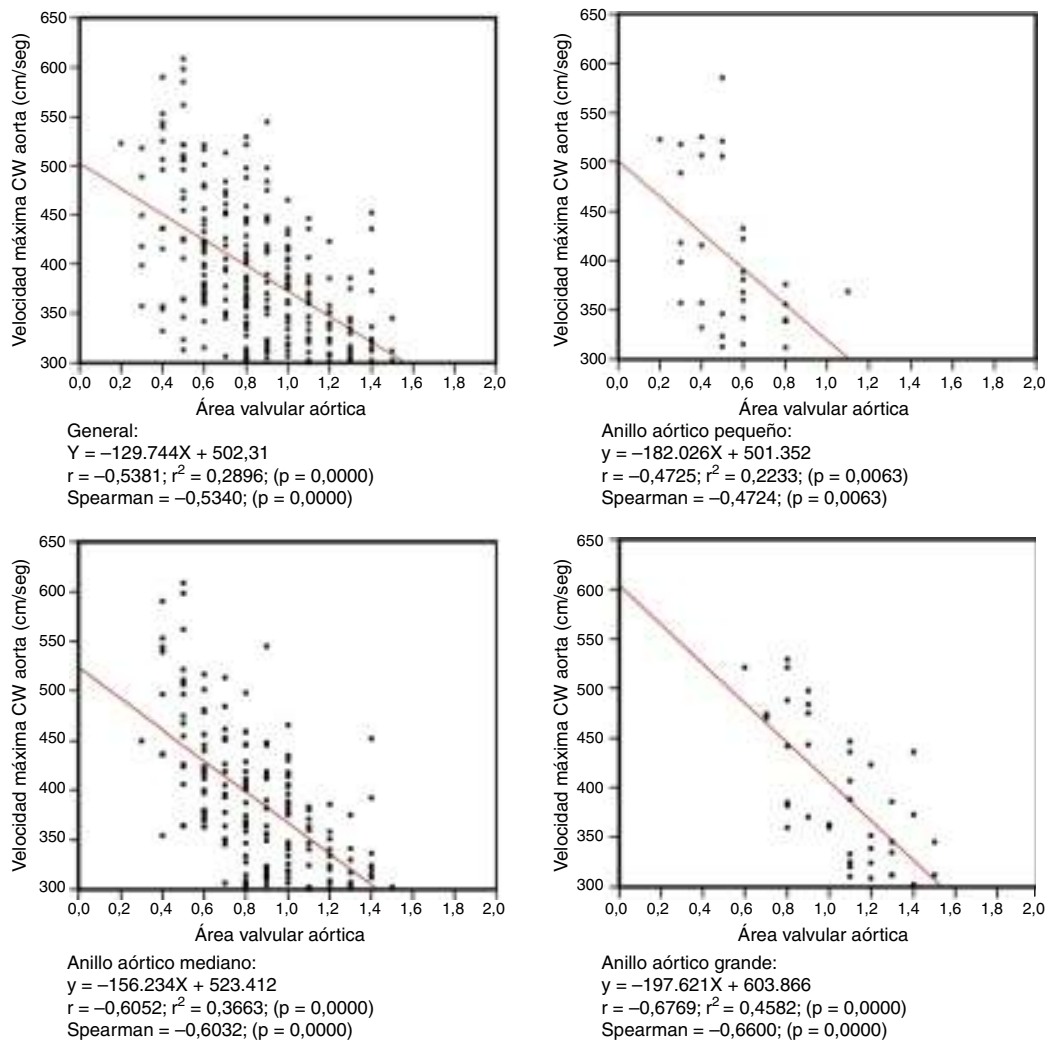 Velocidad máxima CW aorta (cm/seg)
650
600
550
500
450
400
350
300
0,0 0,2 0,4 0,6 0,8 1,0 1,2 1,4 1,6 1,8 2,0
Área valvular aórtica
General:
Y = –129.744X + 502,31
r = –0,5381; r² = 0,2896; (p = 0,0000)
Spearman = –0,5340; (p = 0,0000)
Velocidad máxima CW aorta (cm/seg)
650
600
550
500
450
400
350
300
0,0 0,2 0,4 0,6 0,8 1,0 1,2 1,4 1,6 1,8 2,0
Área valvular aórtica
Anillo aórtico pequeño:
y = –182.026X + 501.352
r = –0,4725; r² = 0,2233; (p = 0,0063)
Spearman = –0,4724; (p = 0,0063)
Velocidad máxima CW aorta (cm/seg)
650
600
550
500
450
400
350
300
0,0 0,2 0,4 0,6 0,8 1,0 1,2 1,4 1,6 1,8 2,0
Área valvular aórtica
Anillo aórtico mediano:
y = –156.234X + 523.412
r = –0,6052; r² = 0,3663; (p = 0,0000)
Spearman = –0,6032; (p = 0,0000)
Velocidad máxima CW aorta (cm/seg)
650
600
550
500
450
400
350
300
0,0 0,2 0,4 0,6 0,8 1,0 1,2 1,4 1,6 1,8 2,0
Área valvular aórtica
Anillo aórtico grande:
y = –197.621X + 603.866
r = –0,6769; r² = 0,4582; (p = 0,0000)
Spearman = –0,6600; (p = 0,0000)